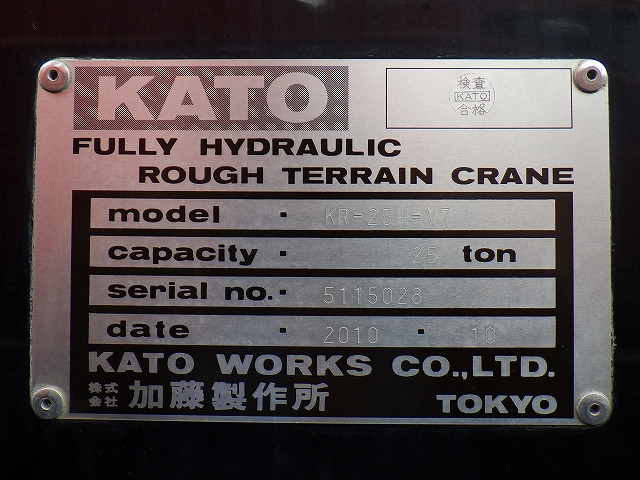 KATO
検査
KATO
合格
FULLY HYDRAULIC
ROUGH TERRAIN CRANE
model · KR-25H-V7
capacity · 25 ton
serial no. · 5115028
date · 2010 · 10
KATO WORKS CO.,LTD.
株式会社 加藤製作所 TOKYO